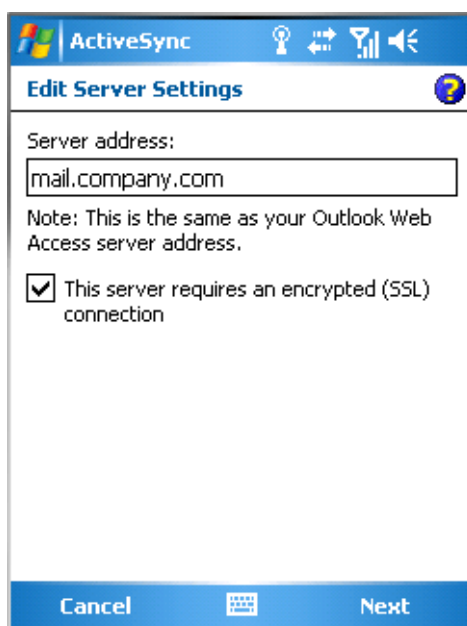 ActiveSync
Edit Server Settings
?
Server address:
mail.company.com
Note: This is the same as your Outlook Web
Access server address.
This server requires an encrypted (SSL)
connection
Cancel Next